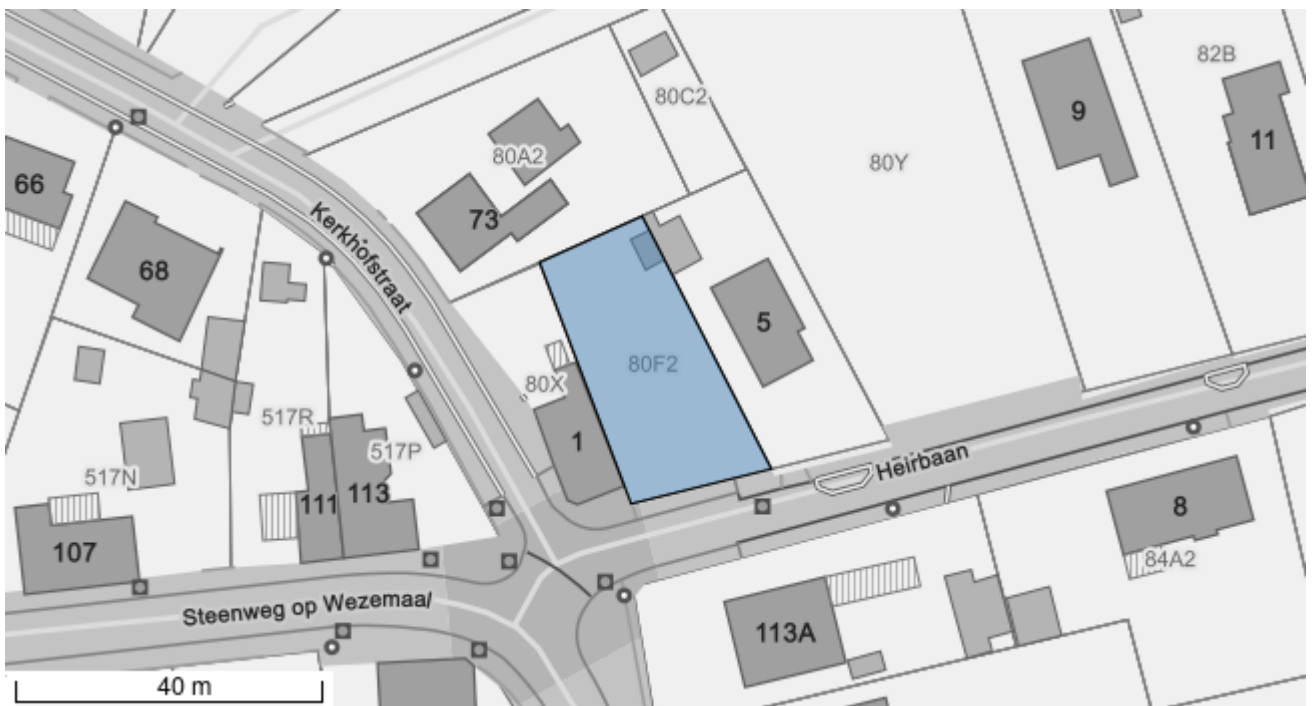 82B
80C2
9
11
80A2
80Y
66
73
Kerkhofstraat
68
5
80F2
80X
517R
1
517P
517N
Heirbaan
111
113
8
107
84A2
Steenweg op Wezemaal
113A
40 m